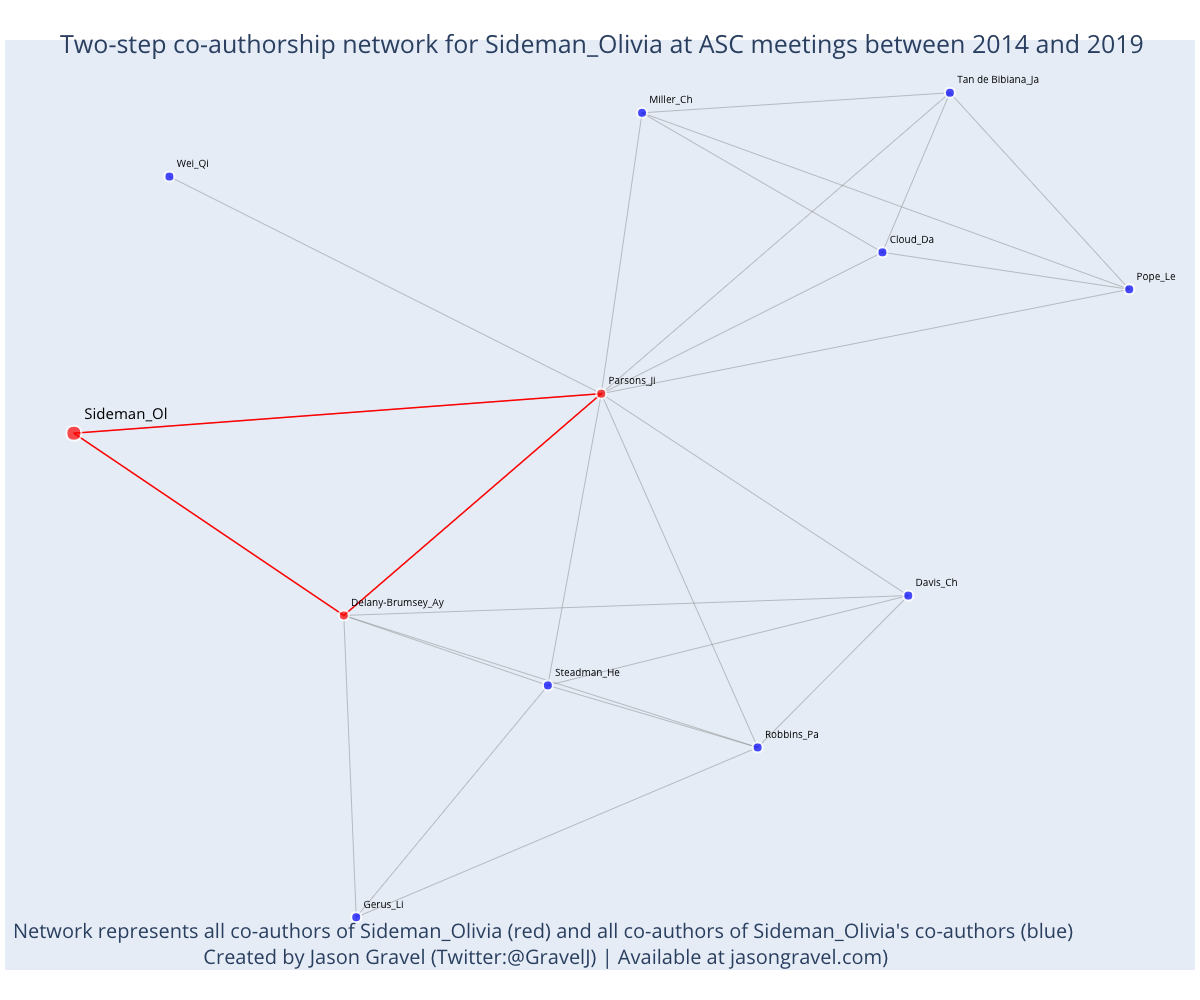 Two-step co-authorship network for Sideman_Olivia at ASC meetings between 2014 and 2019
Tan de Bibiana_Ja
Miller_Ch
Wei_Qi
Cloud_Da
Pope_Le
Parsons_Ji
Sideman_Ol
Davis_Ch
Delany-Brumsey_Ay
Steadman_He
Robbins_Pa
Gerus_Li
Network represents all co-authors of Sideman_Olivia (red) and all co-authors of Sideman_Olivia's co-authors (blue)
Created by Jason Gravel (Twitter:@GravelJ) | Available at jasongravel.com)